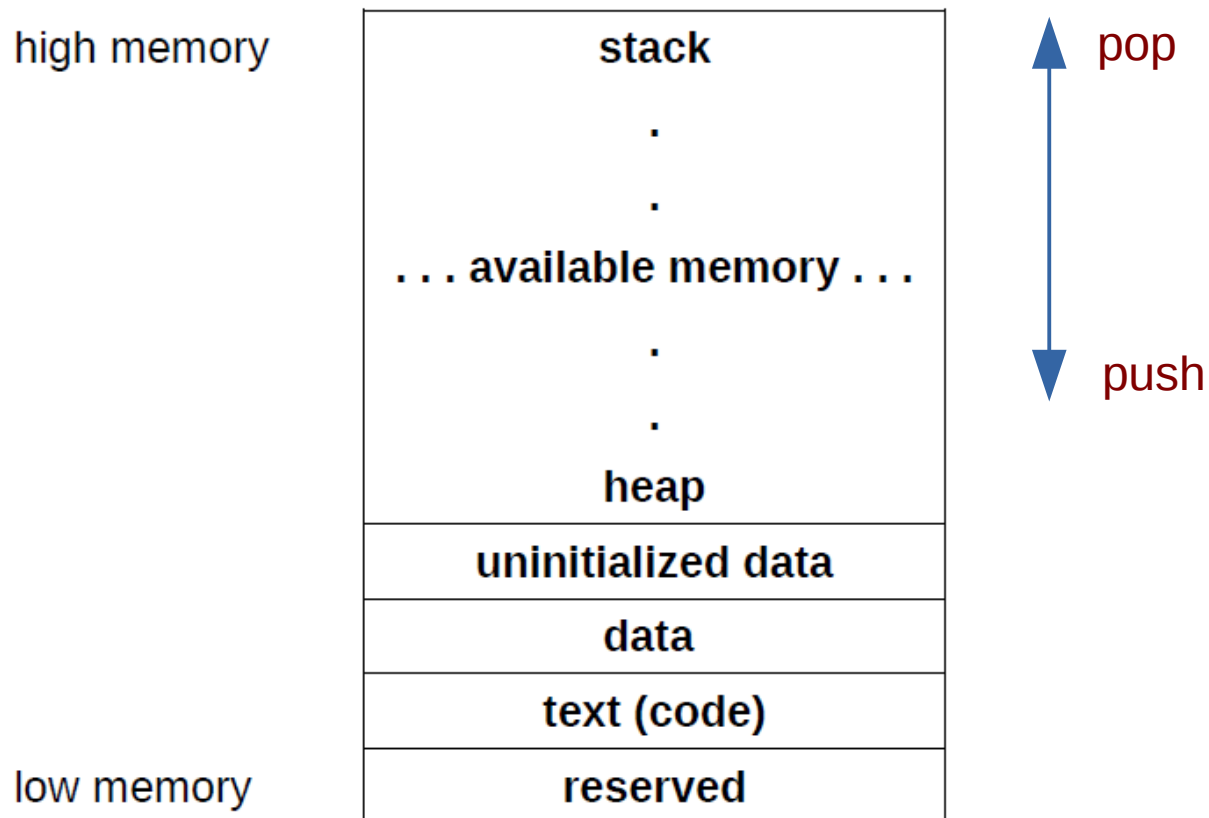 high memory
stack
pop
.
.
. . . available memory . . .
.
push
.
heap
uninitialized data
data
text (code)
low memory
reserved